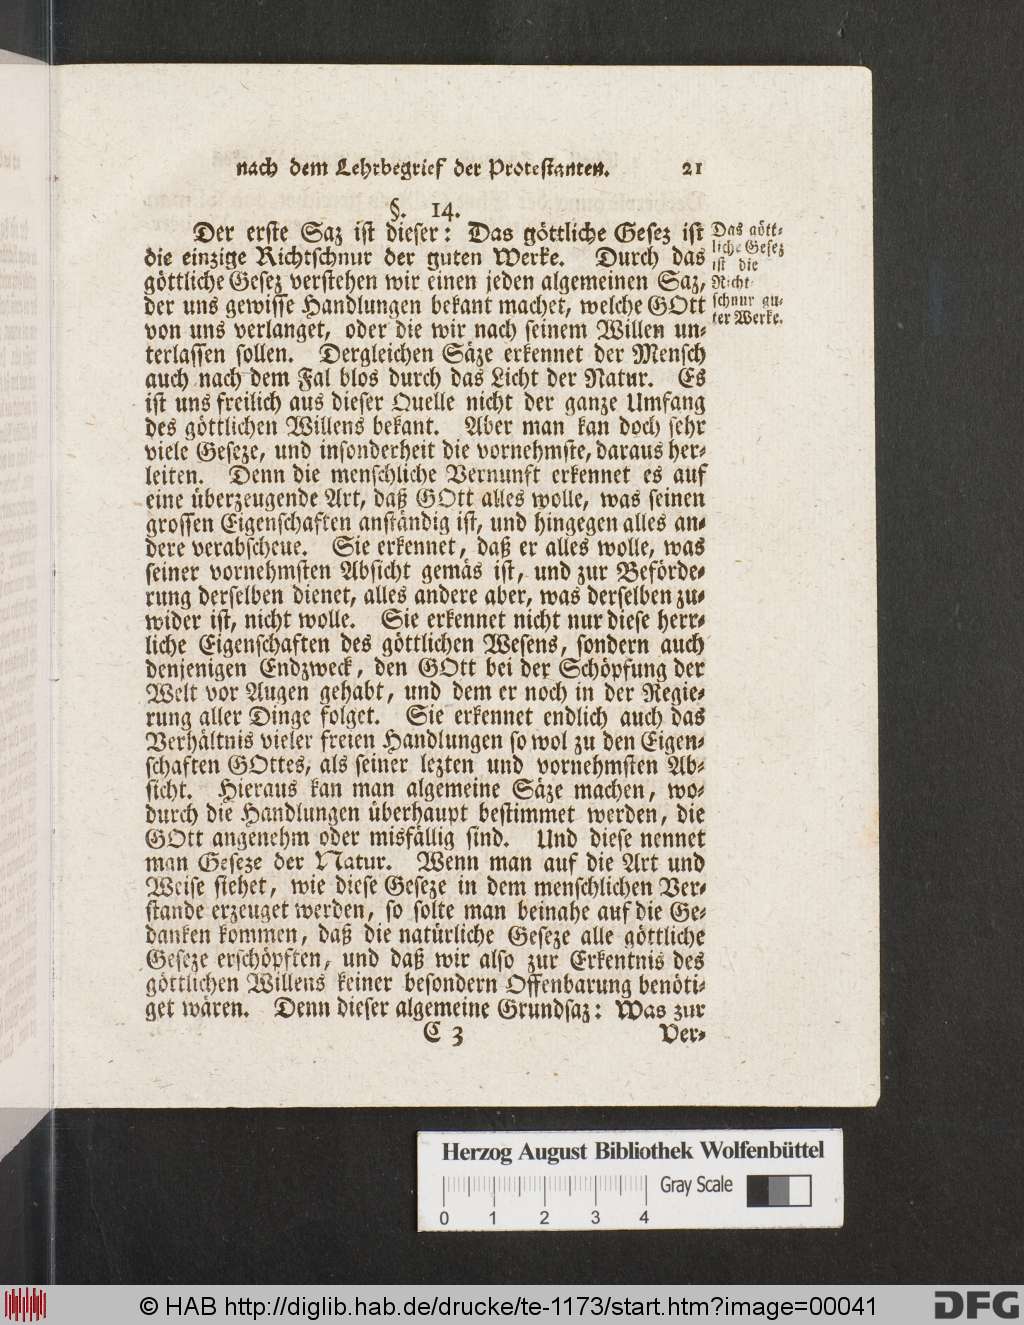 nach dem Lehrbegrief der Protestanten. 21
§. 14.
Der erste Saz ist dieser: Das göttliche Gesez ist
die einzige Richtschnur der guten Werke. Durch das
göttliche Gesez verstehen wir einen jeden algemeinen Saz,
der uns gewisse Handlungen bekant machet, welche GOtt
von uns verlanget, oder die wir nach seinem Willen un-
terlassen sollen. Dergleichen Säze erkennet der Mensch
auch nach dem Fal blos durch das Licht der Natur. Es
ist uns freilich aus dieser Quelle nicht der ganze Umfang
des göttlichen Willens bekant. Aber man kan doch sehr
viele Geseze, und insonderheit die vornehmste, daraus her-
leiten. Denn die menschliche Vernunft erkennet es auf
eine überzeugende Art, daß GOtt alles wolle, was seinen
grossen Eigenschaften anständig ist, und hingegen alles an-
dere verabscheue. Sie erkennet, daß er alles wolle, was
seiner vornehmsten Absicht gemäs ist, und zur Beförde-
rung derselben dienet, alles andere aber, was derselben zu-
wider ist, nicht wolle. Sie erkennet nicht nur diese herr-
liche Eigenschaften des göttlichen Wesens, sondern auch
denjenigen Endzweck, den GOtt bei der Schöpfung der
Welt vor Augen gehabt, und dem er noch in der Regie-
rung aller Dinge folget. Sie erkennet endlich auch das
Verhältnis vieler freien Handlungen so wol zu den Eigen-
schaften GOttes, als seiner lezten und vornehmsten Ab-
sicht. Hieraus kan man algemeine Säze machen, wo-
durch die Handlungen überhaupt bestimmet werden, die
GOtt angenehm oder misfällig sind. Und diese nennet
man Geseze der Natur. Wenn man auf die Art und
Weise siehet, wie diese Geseze in dem menschlichen Ver-
stande erzeuget werden, so solte man beinahe auf die Ge-
danken kommen, daß die natürliche Geseze alle göttliche
Geseze erschöpften, und daß wir also zur Erkentnis des
göttlichen Willens keiner besondern Offenbarung benöti-
get wären. Denn dieser algemeine Grundsaz: Was zur
C 3 Ver-
Das gött-
liche Gesez
ist die
Richt-
schnur gu-
ter Werke.
Herzog August Bibliothek Wolfenbüttel
Gray Scale
0 1 2 3 4
© HAB http://diglib.hab.de/drucke/te-1173/start.htm?image=00041
DFG